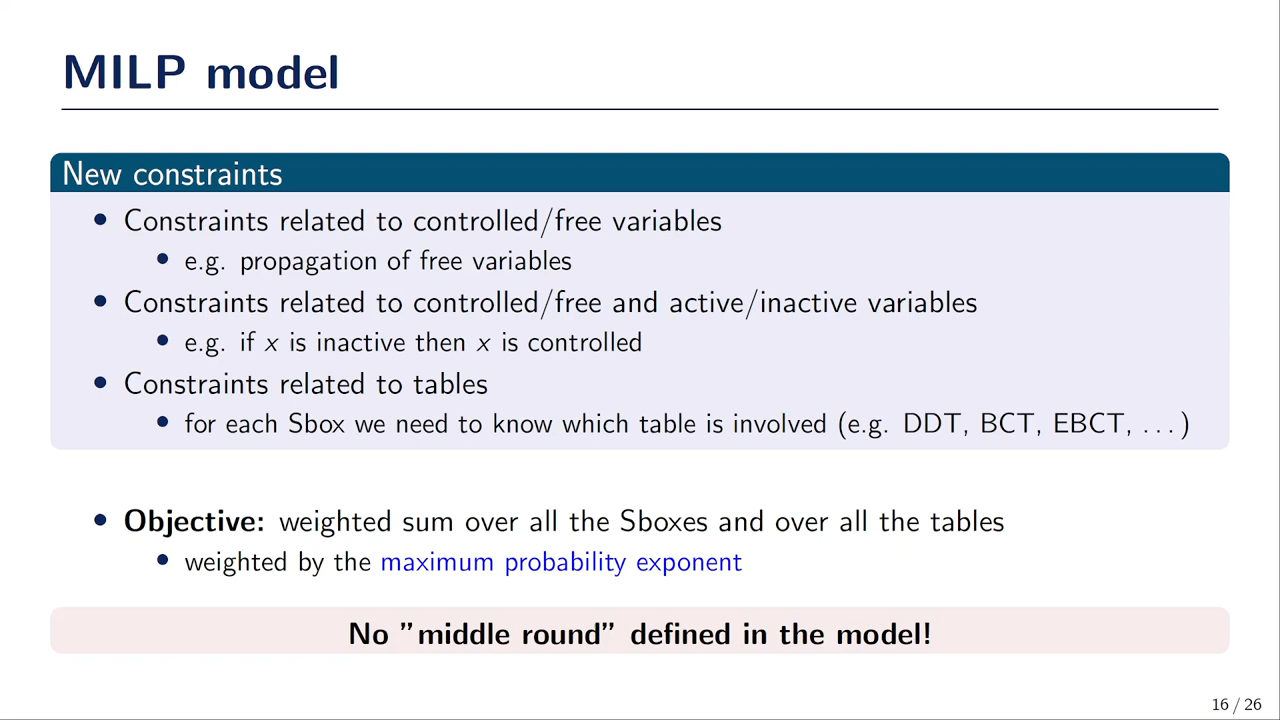 MILP model
New constraints
• Constraints related to controlled/free variables
• e.g. propagation of free variables
• Constraints related to controlled/free and active/inactive variables
• e.g. if x is inactive then x is controlled
• Constraints related to tables
• for each Sbox we need to know which table is involved (e.g. DDT, BCT, EBCT, . . . )
• Objective: weighted sum over all the Sboxes and over all the tables
• weighted by the maximum probability exponent
No ”middle round” defined in the model!
16 / 26